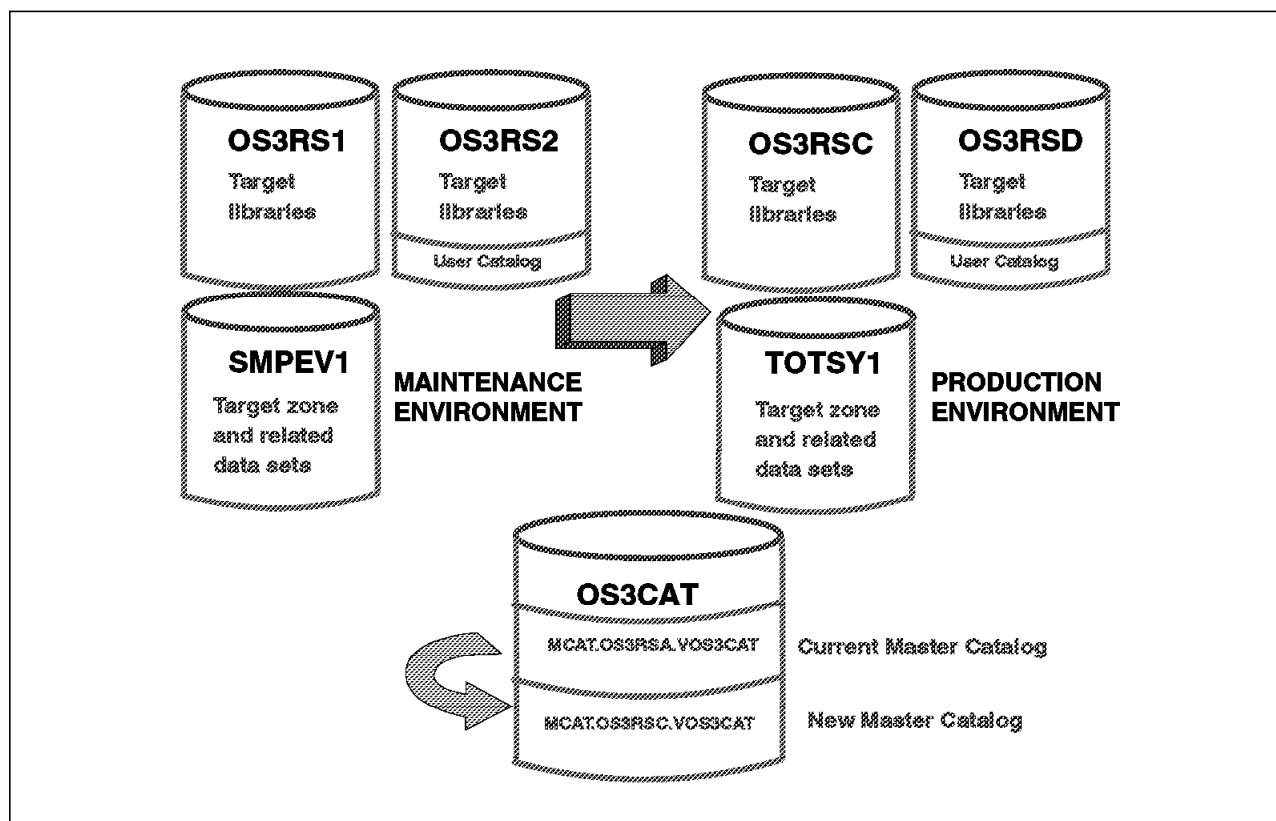 OS3RS1
Target
libraries
OS3RS2
Target
libraries
User Catalog
OS3RSC
Target
libraries
OS3RSD
Target
libraries
User Catalog
SMPEV1
Target zone
and related
data sets
MAINTENANCE
ENVIRONMENT
TOTSY1
Target zone
and related
data sets
PRODUCTION
ENVIRONMENT
OS3CAT
MCAT.OS3RSA.VOS3CAT
Current Master Catalog
MCAT.OS3RSC.VOS3CAT
New Master Catalog